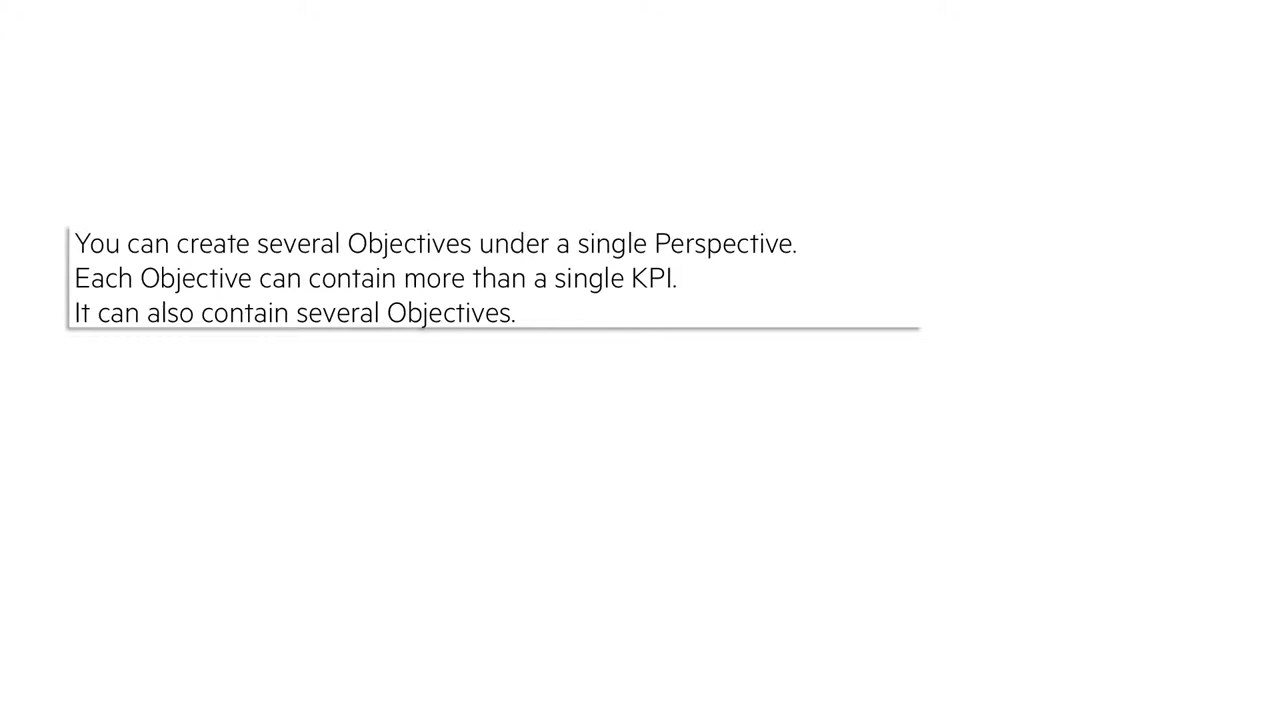 You can create several Objectives under a single Perspective.
Each Objective can contain more than a single KPI.
It can also contain several Objectives.